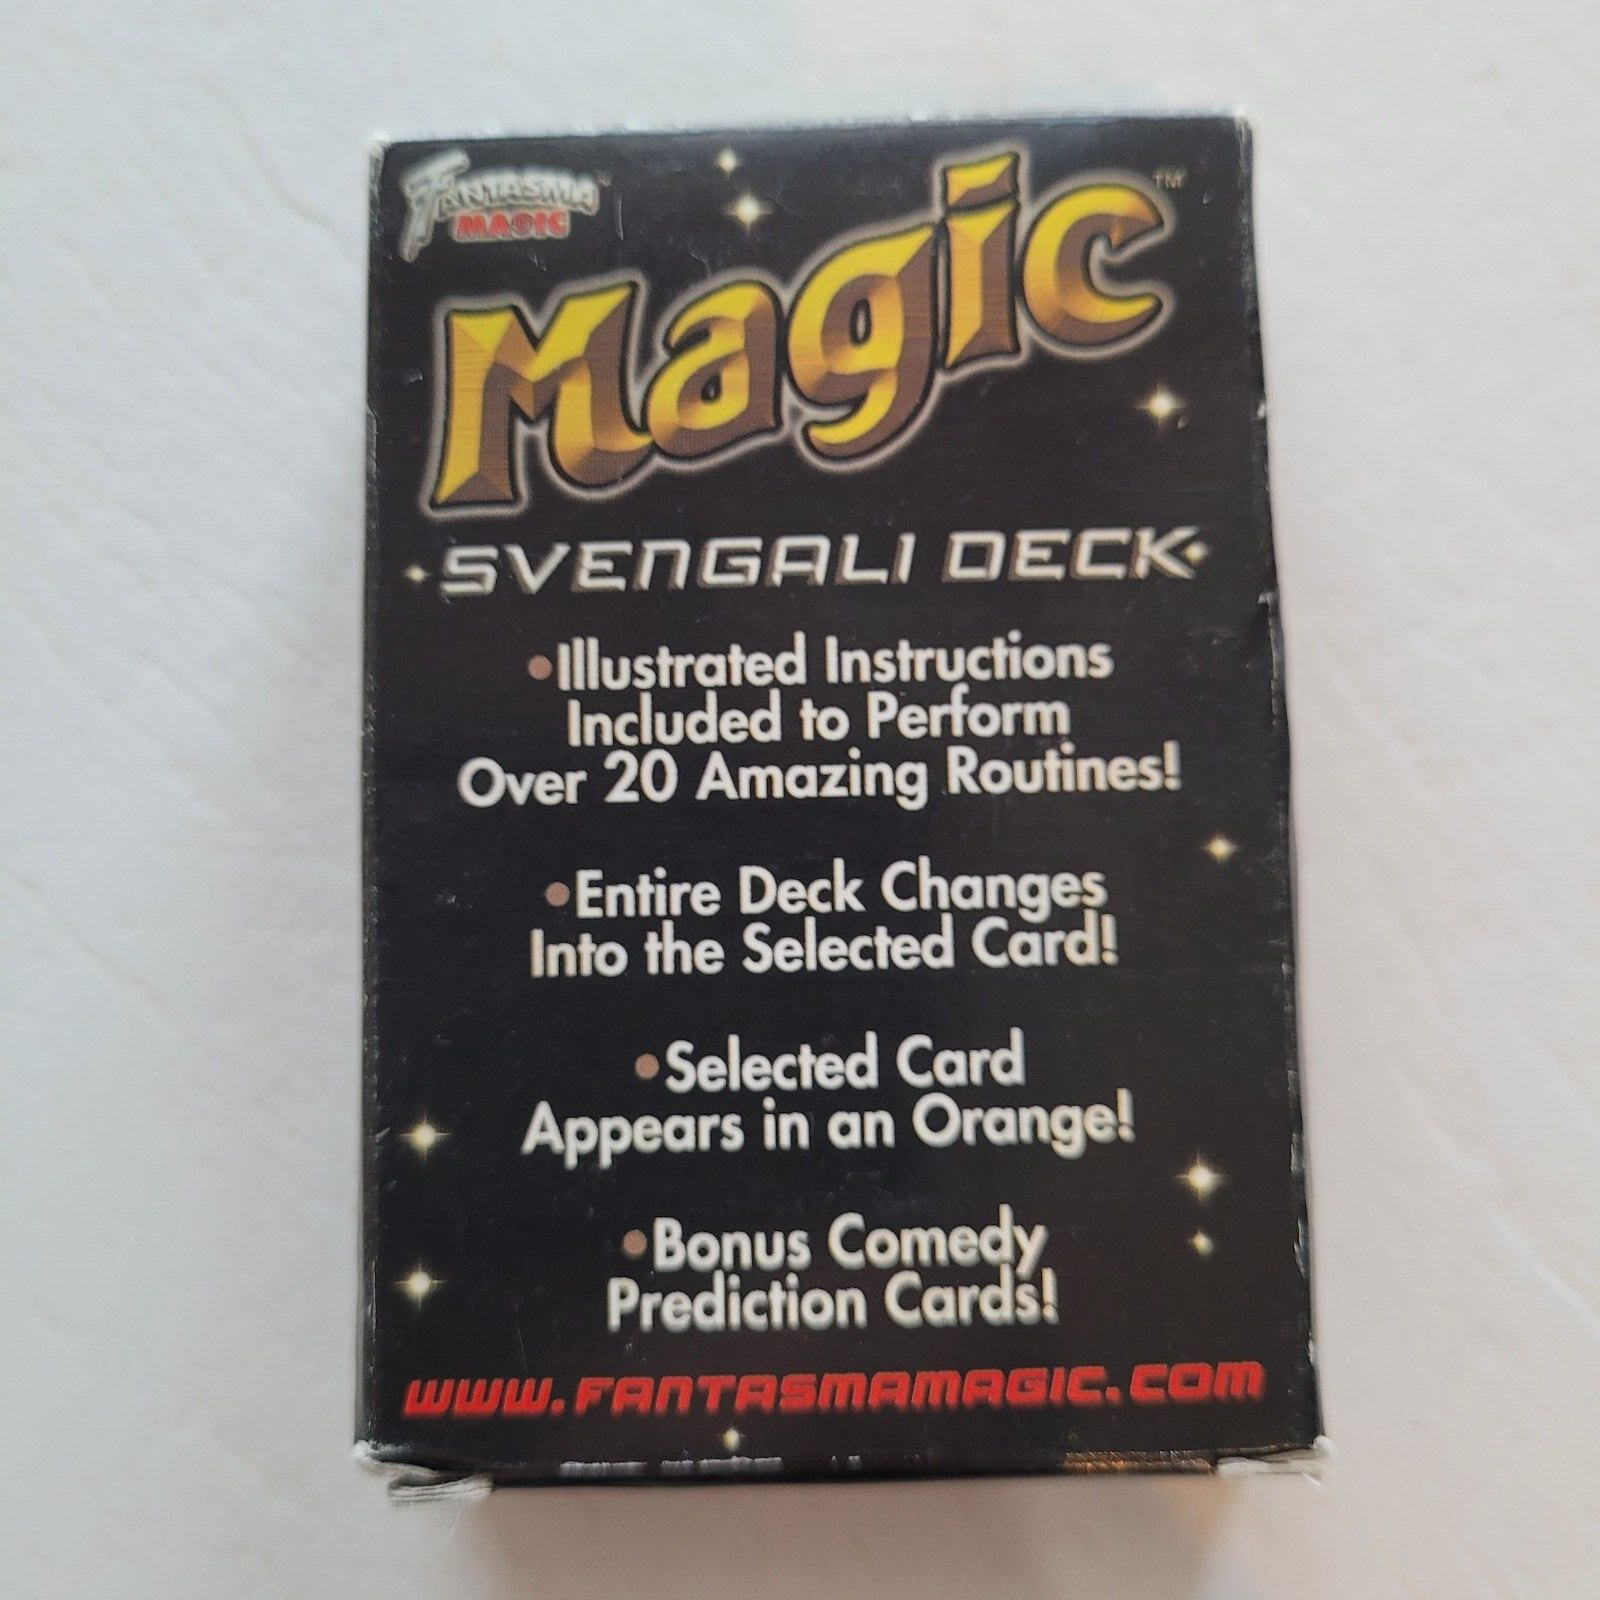 FANTASMA
MAGIC
Magic™
SVENGALI DECK
•Illustrated Instructions
Included to Perform
Over 20 Amazing Routines!
•Entire Deck Changes
Into the Selected Card!
•Selected Card
Appears in an Orange!
•Bonus Comedy
Prediction Cards!
WWW.FANTASMAMAGIC.COM